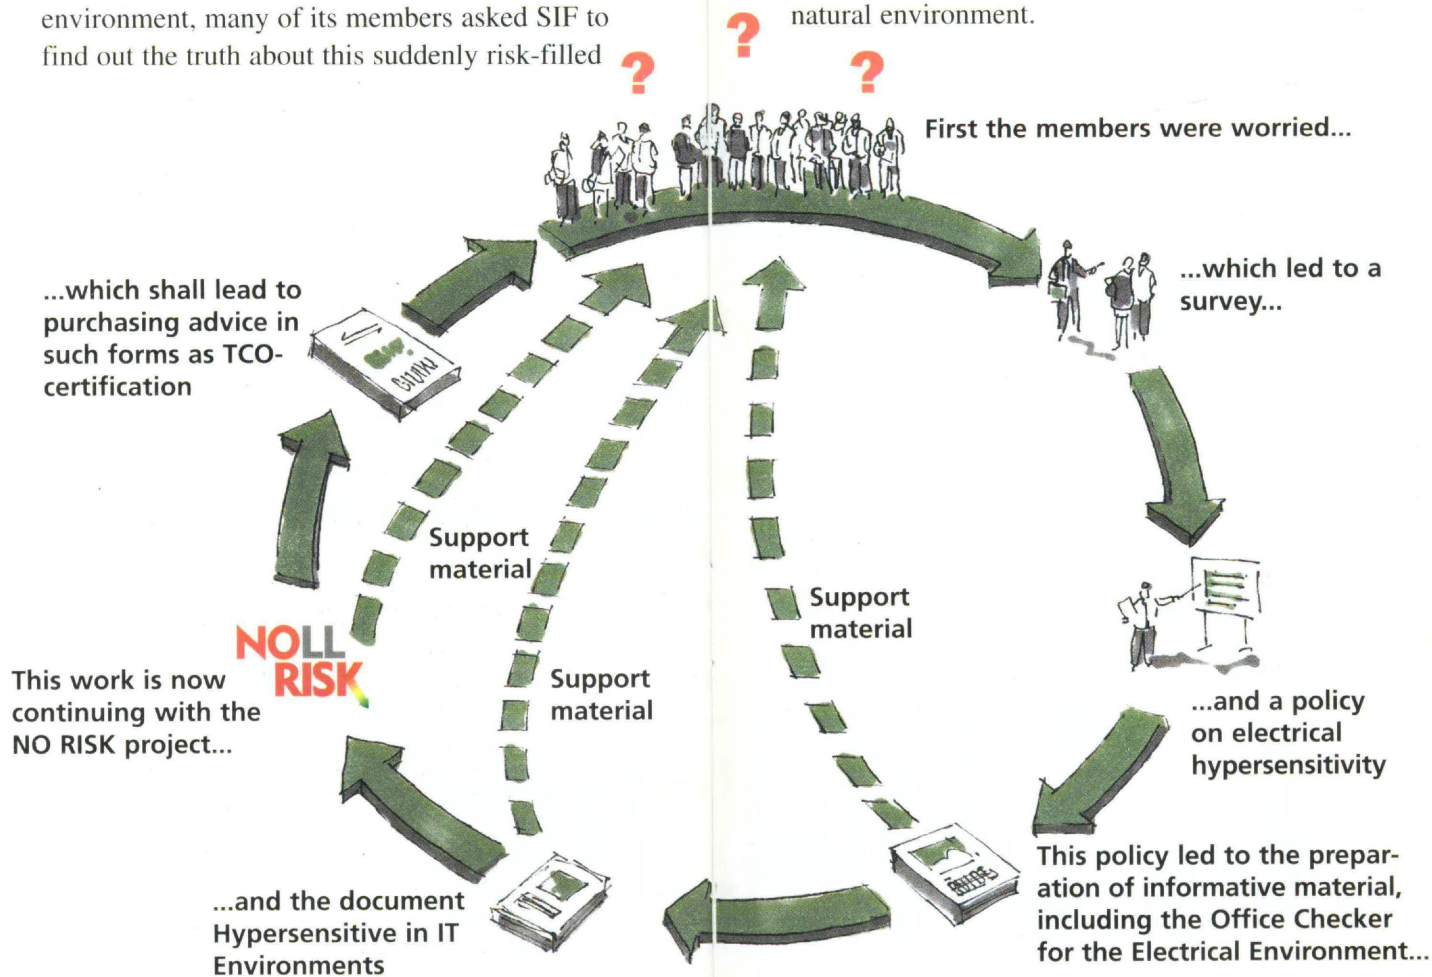 environment, many of its members asked SIF to
find out the truth about this suddenly risk-filled
natural environment.
? ? ?
First the members were worried...
...which led to a
survey...
...and a policy
on electrical
hypersensitivity
This policy led to the prepar-
ation of informative material,
including the Office Checker
for the Electrical Environment...
...and the document
Hypersensitive in IT
Environments
This work is now
continuing with the
NO RISK project...
NOLL
RISK
...which shall lead to
purchasing advice in
such forms as TCO-
certification
Support
material
Support
material
Support
material